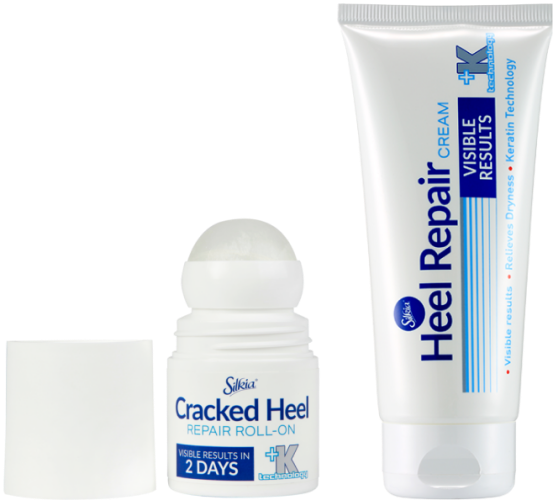 Silkia
Cracked Heel
REPAIR ROLL-ON
VISIBLE RESULTS IN
2 DAYS
+K
technology
Silkia
Heel Repair
CREAM
VISIBLE
RESULTS
+K
technology
• Visible results • Relieves Dryness • Keratin Technology